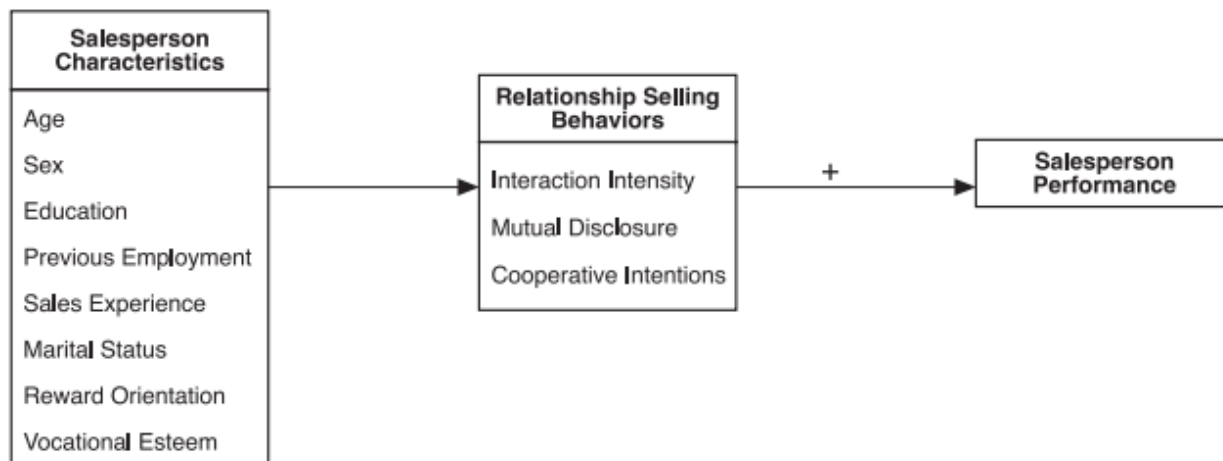 Salesperson
Characteristics
Age
Sex
Education
Previous Employment
Sales Experience
Marital Status
Reward Orientation
Vocational Esteem
Relationship Selling
Behaviors
Interaction Intensity
Mutual Disclosure
Cooperative Intentions
+
Salesperson
Performance